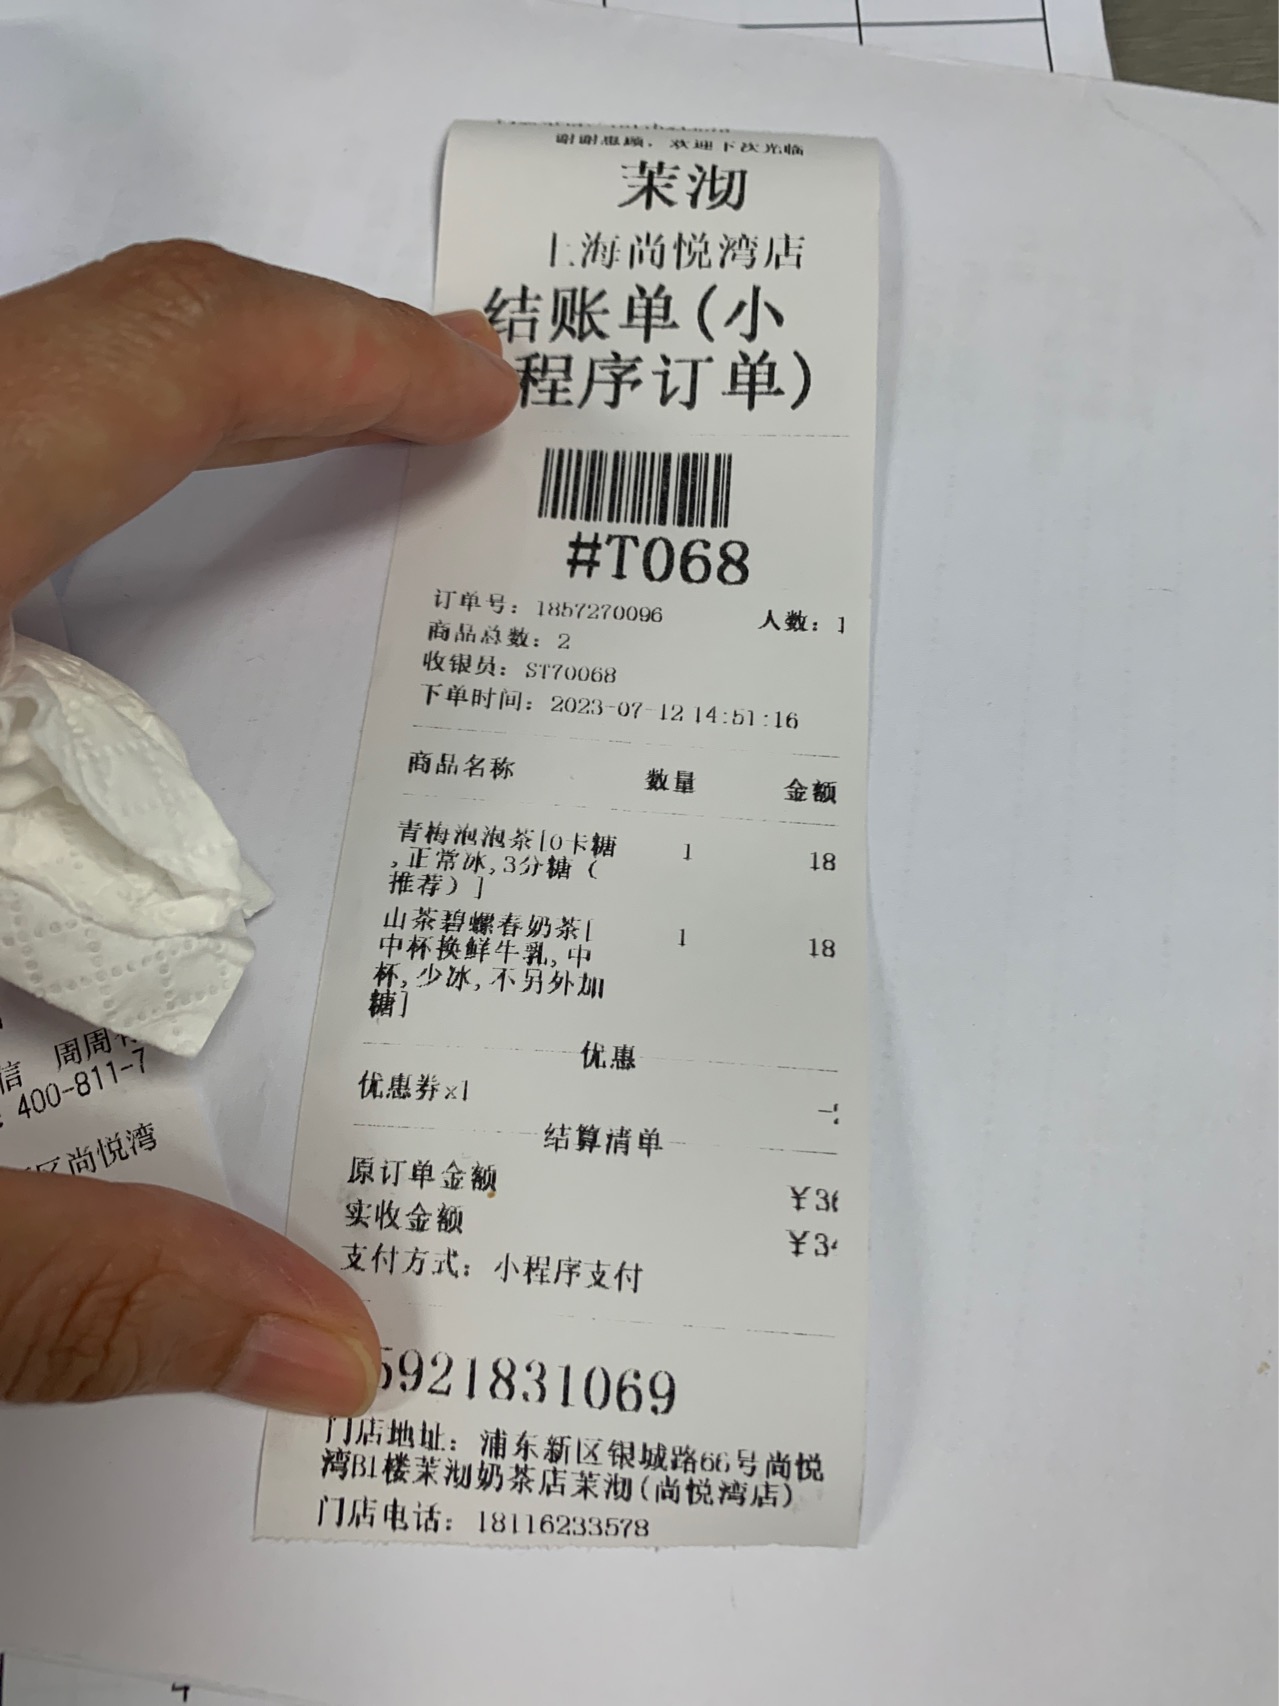 谢谢惠顾，欢迎下次光临
茉沏
上海尚悦湾店
结账单(小
程序订单)
#T068
订单号：1857270096 人数：1
商品总数：2
收银员：ST70068
下单时间：2023-07-12 14:51:16
商品名称 数量 金额
青梅泡泡茶[0卡糖 1 18
,正常冰,3分糖（
推荐）]
山茶碧螺春奶茶[ 1 18
中杯换鲜牛乳,中
杯,少冰,不另外加
糖]
优惠
优惠券x1
结算清单
原订单金额 ¥3
实收金额 ¥3
支付方式：小程序支付
5921831069
门店地址：浦东新区银城路66号尚悦
湾B1楼茉沏奶茶店茉沏(尚悦湾店)
门店电话：18116233578
信 周周
400-811-7
区尚悦湾